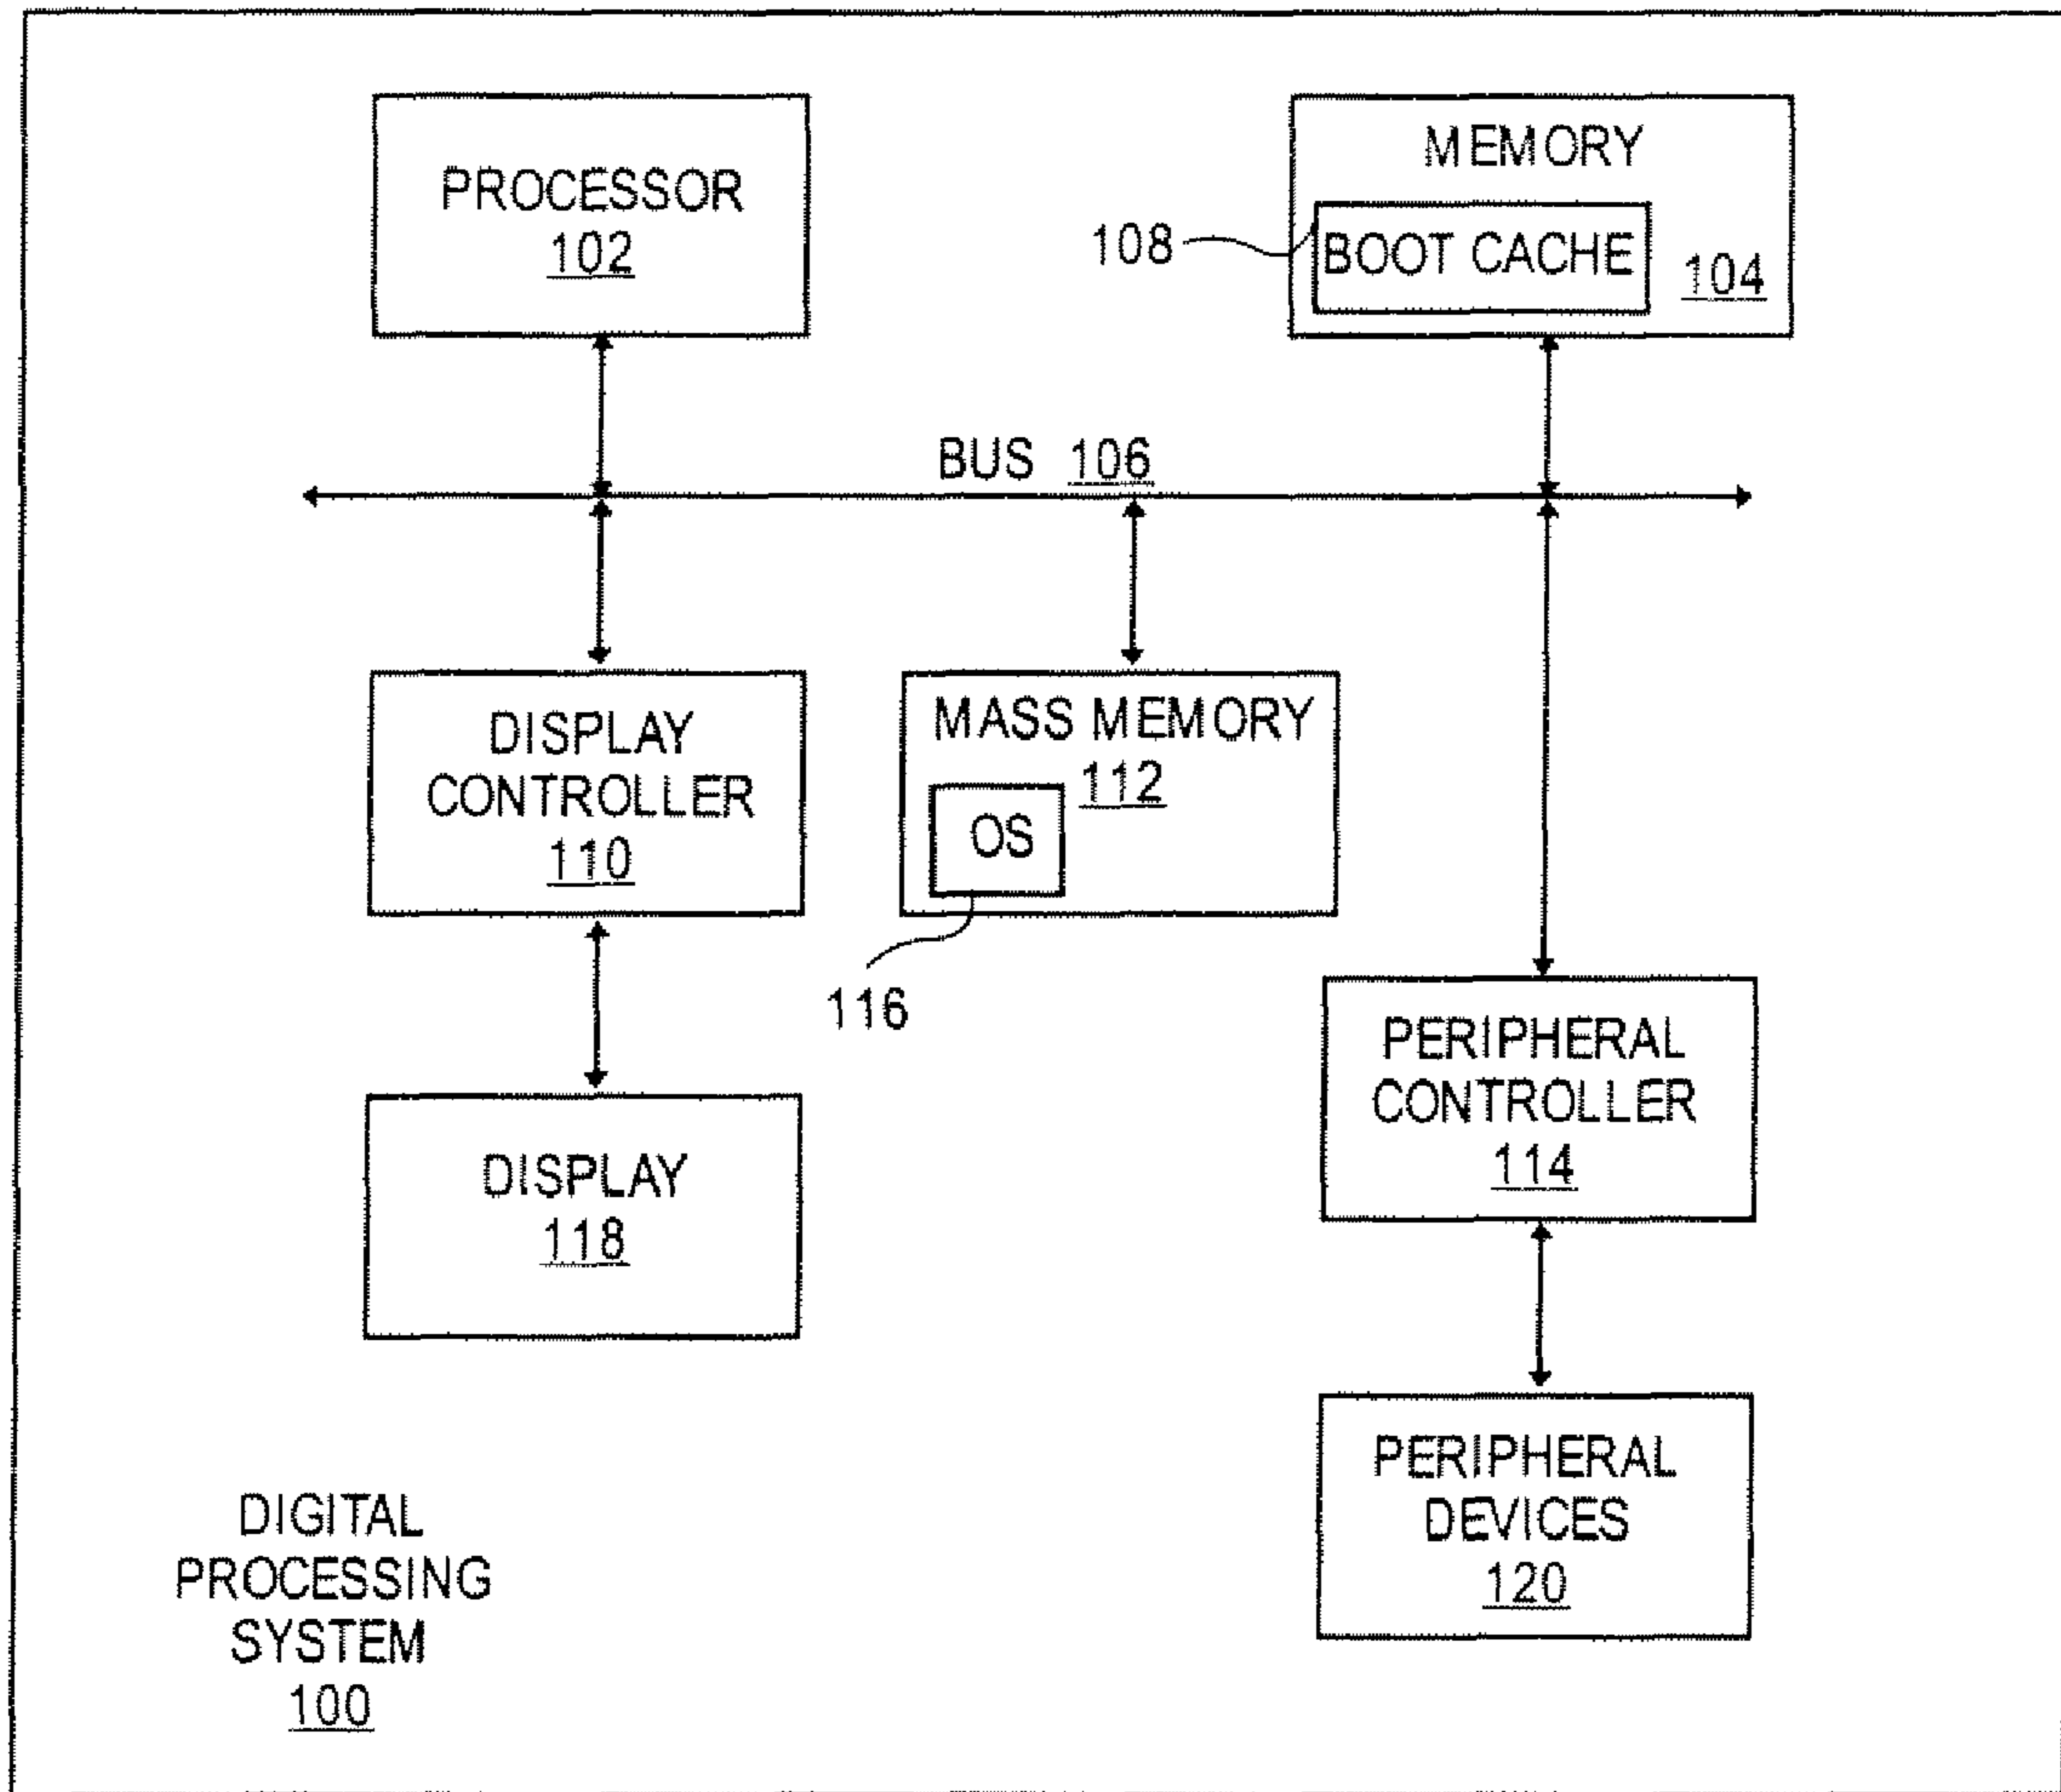 PROCESSOR
102
MEMORY
108
BOOT CACHE
104
BUS 106
DISPLAY
CONTROLLER
110
MASS MEMORY
112
OS
116
PERIPHERAL
CONTROLLER
114
DISPLAY
118
PERIPHERAL
DEVICES
120
DIGITAL
PROCESSING
SYSTEM
100